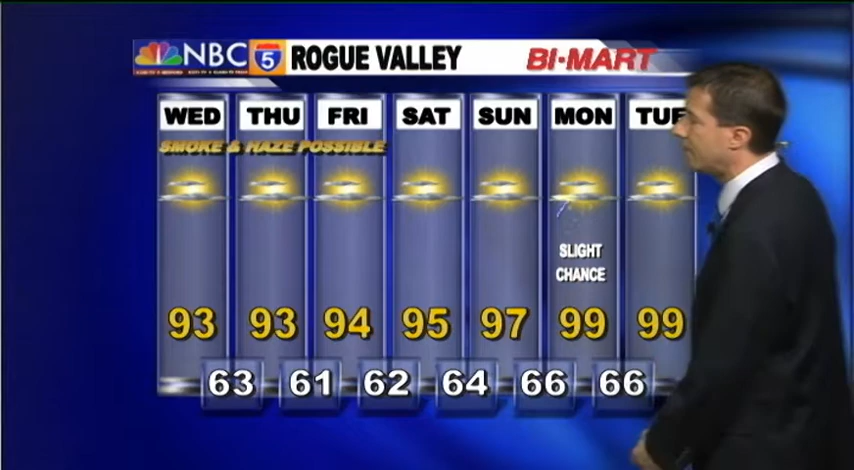 NBC 5 ROGUE VALLEY BI-MART
WED THU FRI SAT SUN MON TUE
SMOKE & HAZE POSSIBLE
SLIGHT
CHANCE
93 93 94 95 97 99 99
63 61 62 64 66 66